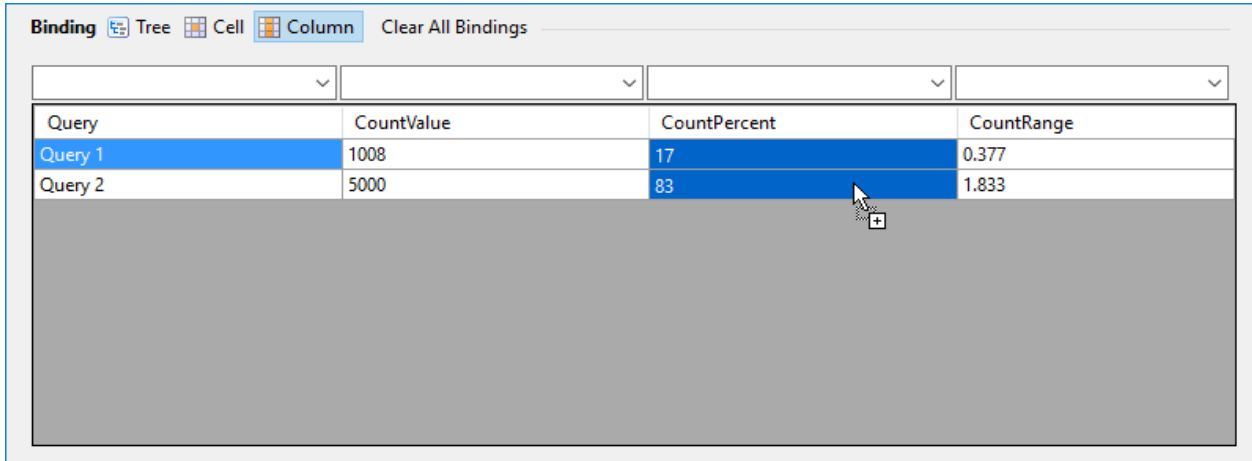 Binding Tree Cell Column Clear All Bindings
Query CountValue CountPercent CountRange
Query 1 1008 17 0.377
Query 2 5000 83 1.833